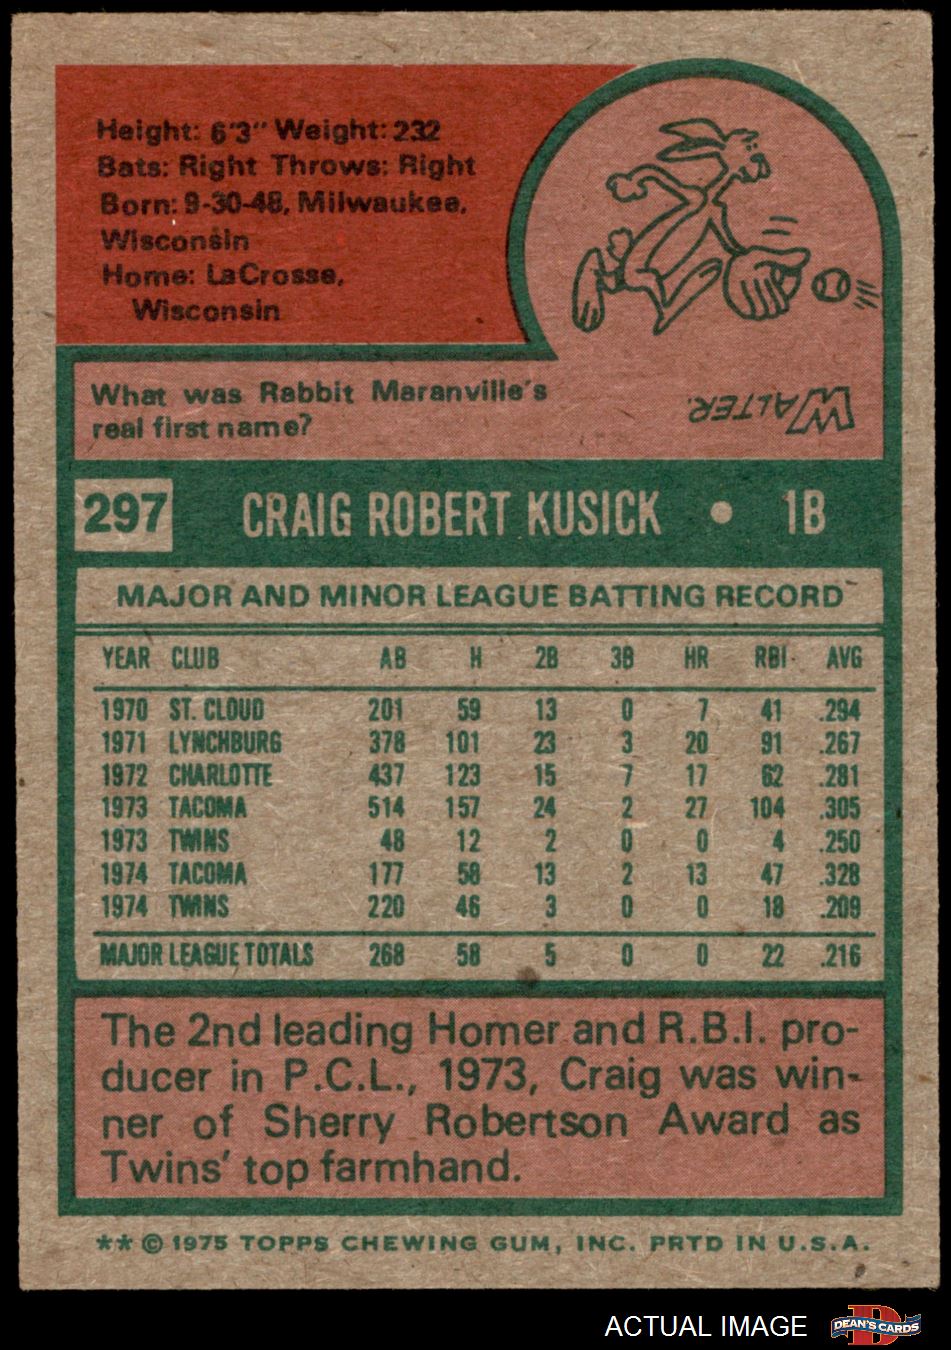 Height: 6'3" Weight: 232
Bats: Right Throws: Right
Born: 9-30-48, Milwaukee,
Wisconsin
Home: LaCrosse,
Wisconsin
What was Rabbit Maranville's
real first name?
WALTER.
297 CRAIG ROBERT KUSICK • 1B
MAJOR AND MINOR LEAGUE BATTING RECORD
YEAR CLUB AB H 2B 3B HR RBI AVG
1970 ST. CLOUD 201 59 13 0 7 41 .294
1971 LYNCHBURG 378 101 23 3 20 91 .267
1972 CHARLOTTE 437 123 15 7 17 62 .281
1973 TACOMA 514 157 24 2 27 104 .305
1973 TWINS 48 12 2 0 0 4 .250
1974 TACOMA 177 58 13 2 13 47 .328
1974 TWINS 220 46 3 0 0 18 .209
MAJOR LEAGUE TOTALS 268 58 5 0 0 22 .216
The 2nd leading Homer and R.B.I. pro-
ducer in P.C.L., 1973, Craig was win-
ner of Sherry Robertson Award as
Twins' top farmhand.
** © 1975 TOPPS CHEWING GUM, INC. PRTD IN U.S.A.
ACTUAL IMAGE
D
DEAN'S CARDS